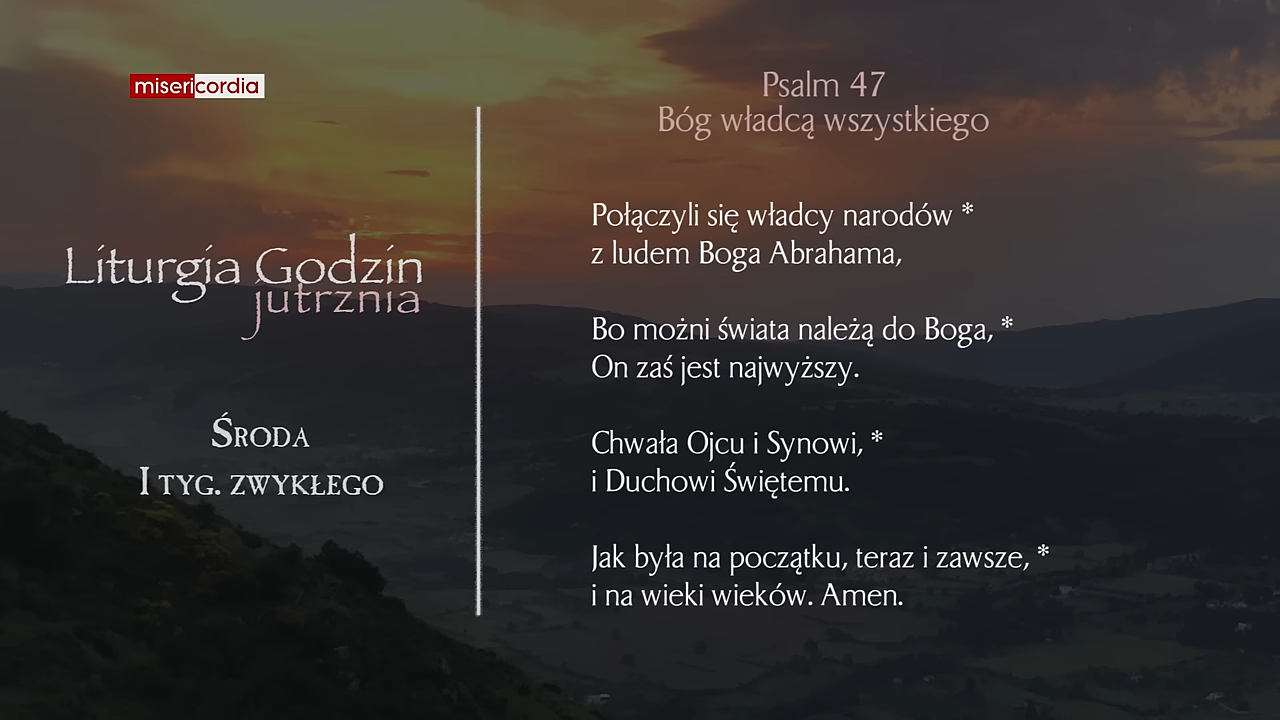 misericordia
Liturgia Godzin
jutrznia
Środa
I tyg. zwykłego
Psalm 47
Bóg władcą wszystkiego
Połączyli się władcy narodów *
z ludem Boga Abrahama,
Bo możni świata należą do Boga, *
On zaś jest najwyższy.
Chwała Ojcu i Synowi, *
i Duchowi Świętemu.
Jak była na początku, teraz i zawsze, *
i na wieki wieków. Amen.